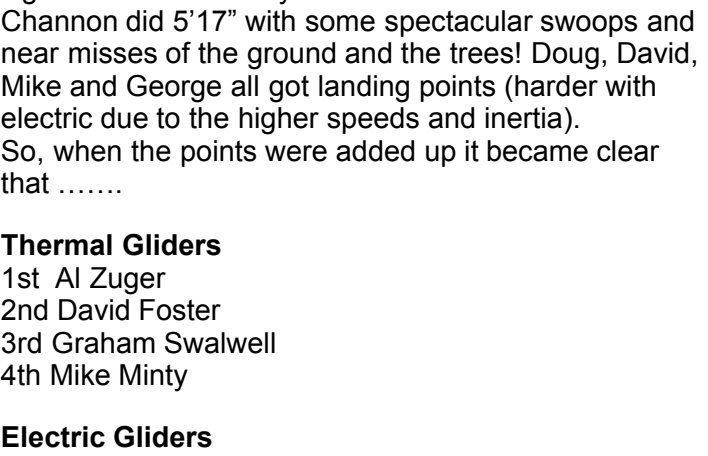 Channon did 5’17” with some spectacular swoops and
near misses of the ground and the trees! Doug, David,
Mike and George all got landing points (harder with
electric due to the higher speeds and inertia).
So, when the points were added up it became clear
that …….
Thermal Gliders
1st  Al Zuger
2nd David Foster
3rd Graham Swalwell
4th Mike Minty
Electric Gliders